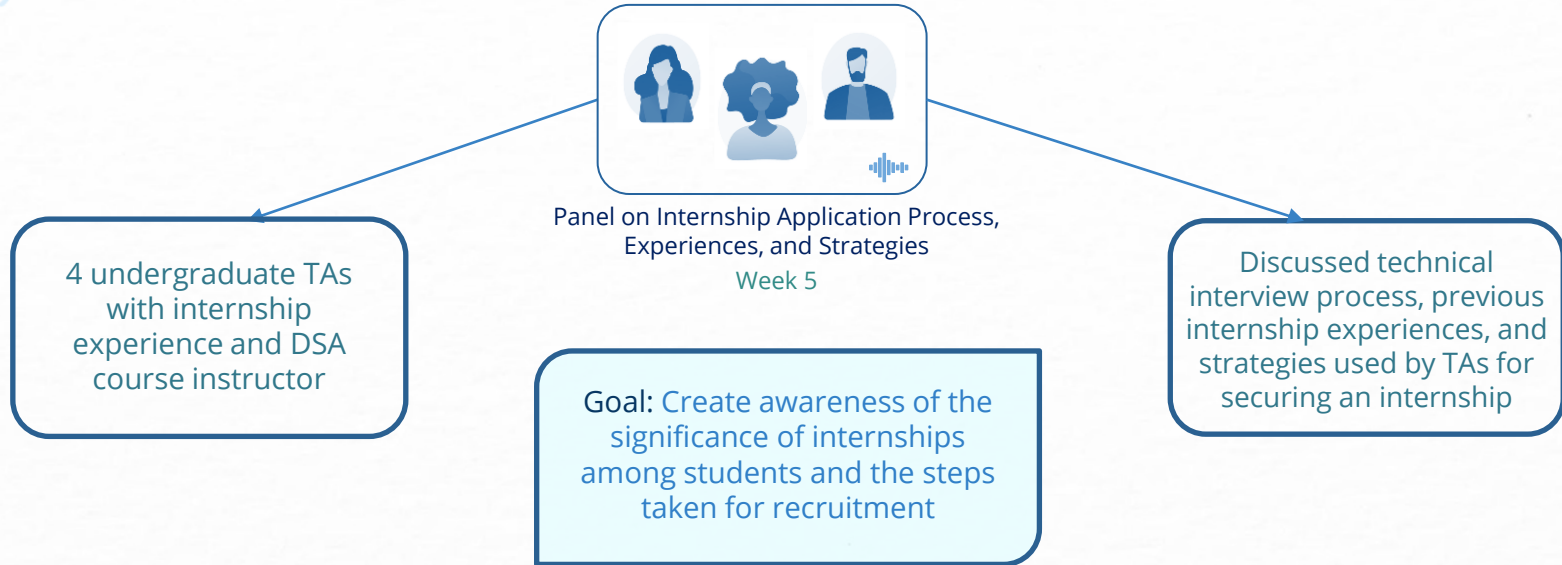 Panel on Internship Application Process,
Experiences, and Strategies
Week 5
4 undergraduate TAs
with internship
experience and DSA
course instructor
Discussed technical
interview process, previous
internship experiences, and
strategies used by TAs for
securing an internship
Goal: Create awareness of the
significance of internships
among students and the steps
taken for recruitment